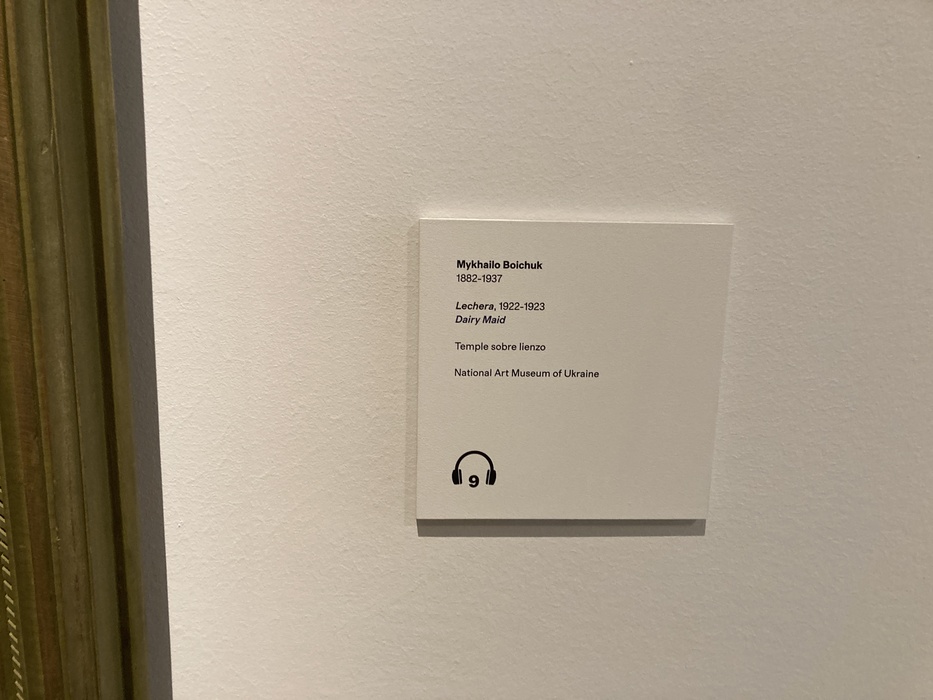 Mykhailo Boichuk
1882-1937
Lechera, 1922-1923
Dairy Maid
Temple sobre lienzo
National Art Museum of Ukraine
9